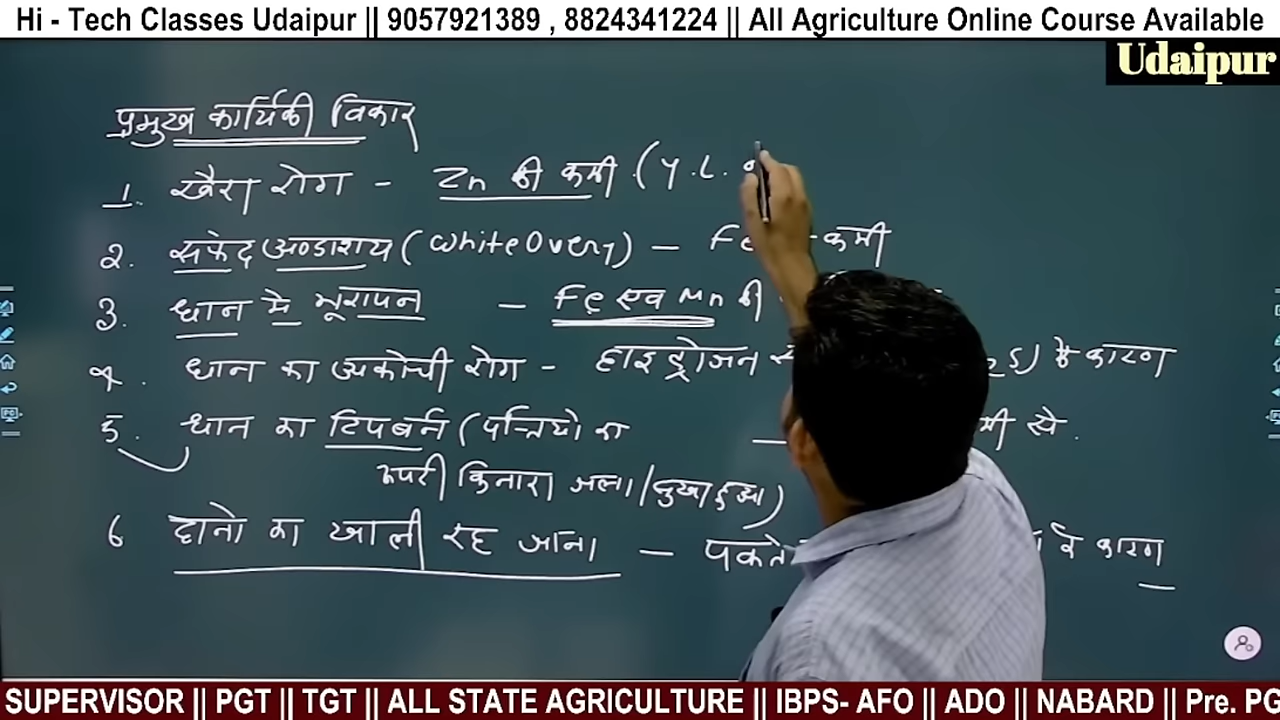 Hi - Tech Classes Udaipur || 9057921389 , 8824341224 || All Agriculture Online Course Available
Udaipur
प्रमुख कार्यिकी विकार
1. खैरा रोग - Zn की कमी (Y.L.
2. सफेद अण्डाशय (White Overy) - Fe कमी
3. धान मे भूरापन - Fe एव Mn की
4. धान का अकोची रोग - हाइड्रोजन 2S) के कारण
5. धान का टिपबर्न (पत्तियो का - मी से.
ऊपरी किनारा जला/सुखा हुआ)
6 दानो का खाली रह जाना - पकते के कारण
SUPERVISOR || PGT || TGT || ALL STATE AGRICULTURE || IBPS- AFO || ADO || NABARD || Pre. PG